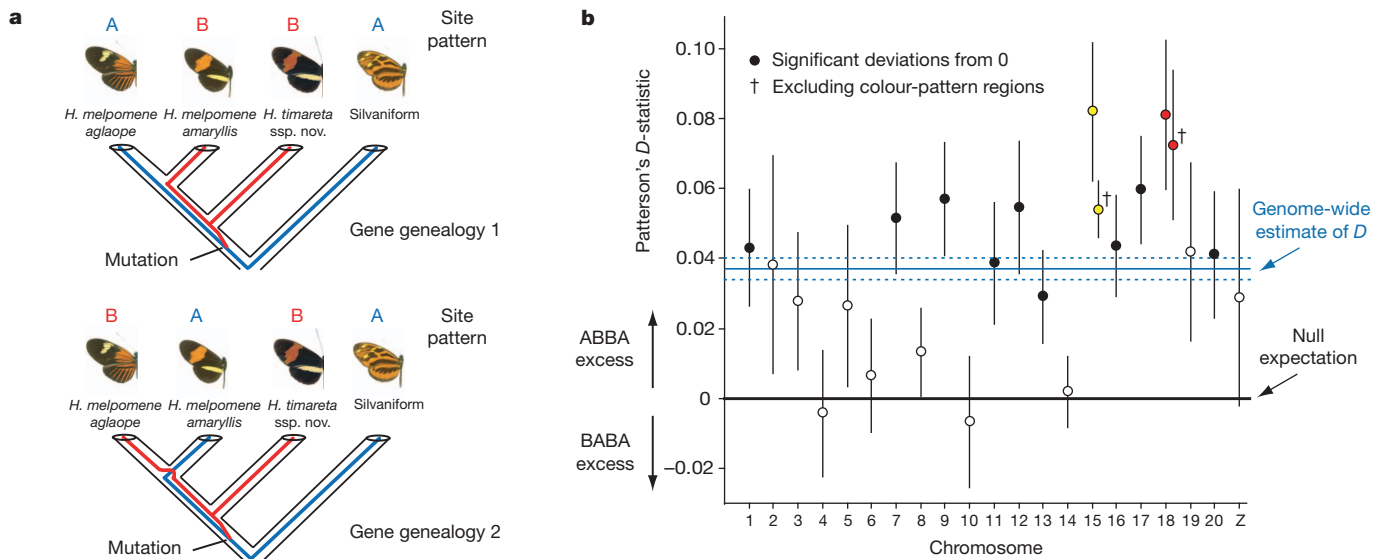 a
A B B A Site
pattern
H. melpomene
aglaope
H. melpomene
amaryllis
H. timareta
ssp. nov.
Silvaniform
Gene genealogy 1
Mutation
B A B A Site
pattern
H. melpomene
aglaope
H. melpomene
amaryllis
H. timareta
ssp. nov.
Silvaniform
Gene genealogy 2
Mutation
b
Patterson's D-statistic
0.10
0.08
0.06
0.04
0.02
0
−0.02
● Significant deviations from 0
† Excluding colour-pattern regions
†
†
Genome-wide
estimate of D
Null
expectation
ABBA
excess
BABA
excess
1 2 3 4 5 6 7 8 9 10 11 12 13 14 15 16 17 18 19 20 Z
Chromosome